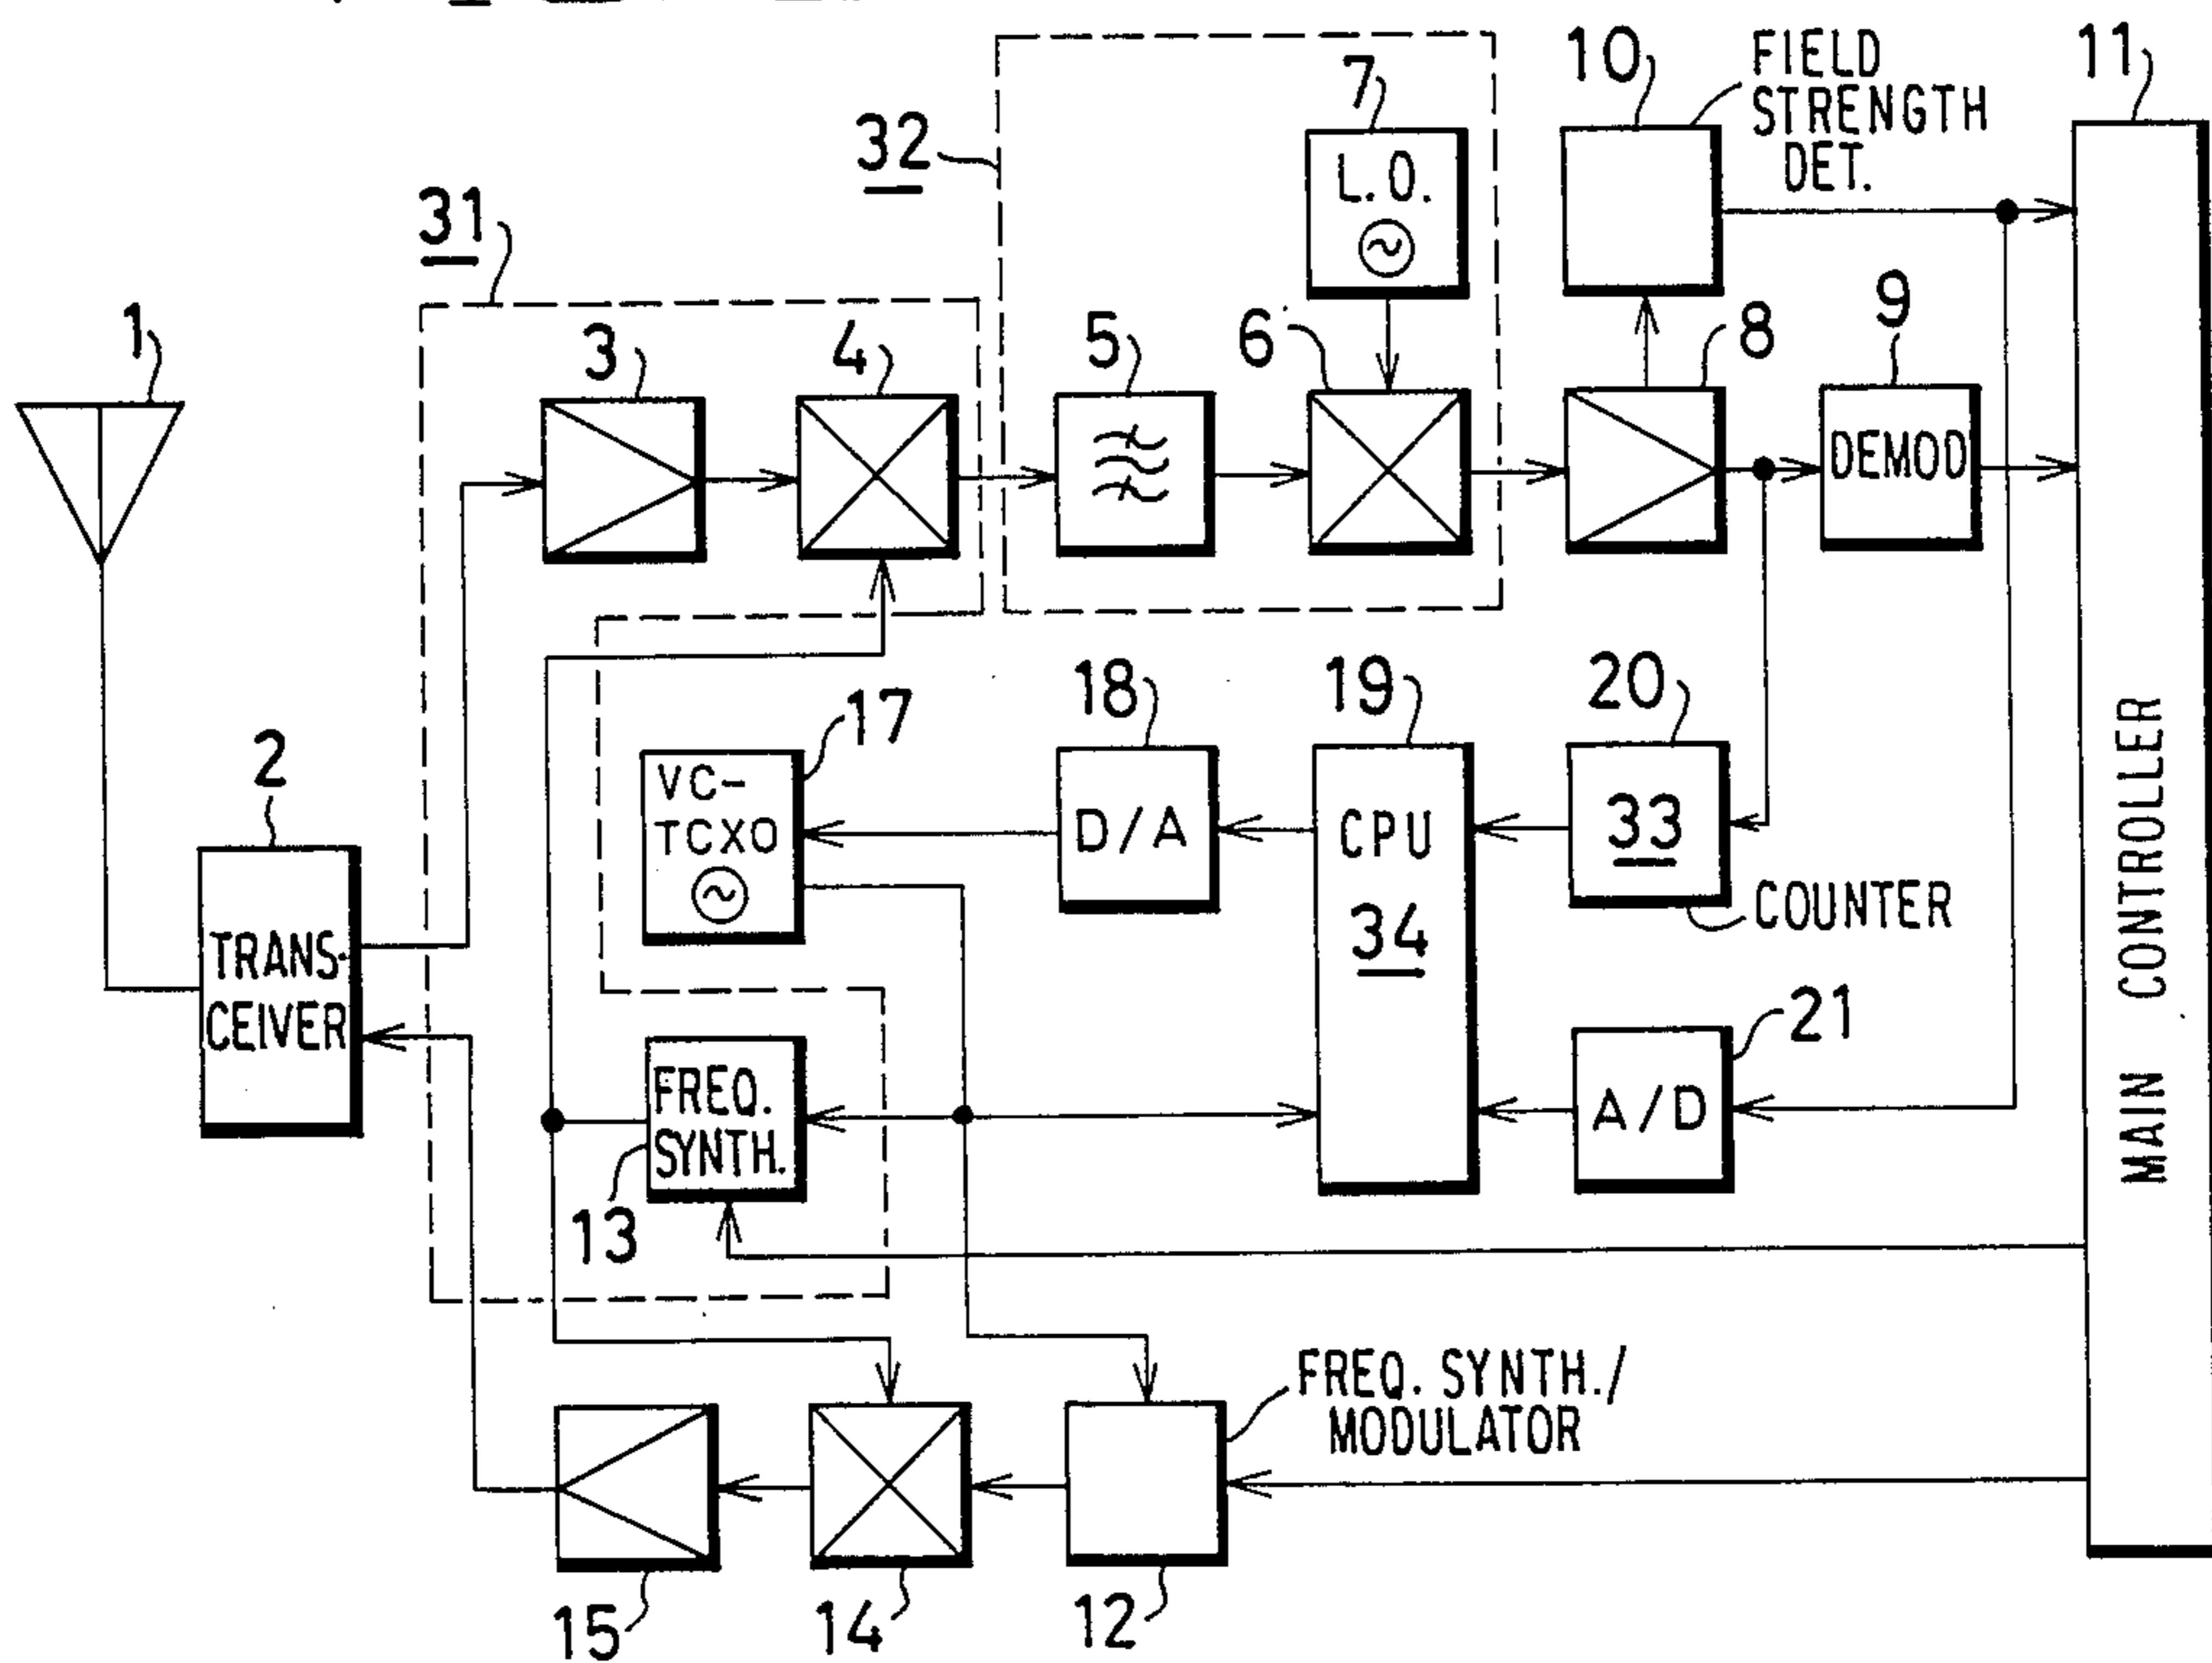 10
FIELD
STRENGTH
DET.
11
7
L.O.
32
31
1
3
4
5
6
8
9
DEMOD
2
TRANS-
CEIVER
17
VC-
TCXO
18
D/A
19
CPU
34
20
33
COUNTER
21
A/D
MAIN CONTROLLER
FREQ.
SYNTH.
13
FREQ. SYNTH./
MODULATOR
15
14
12